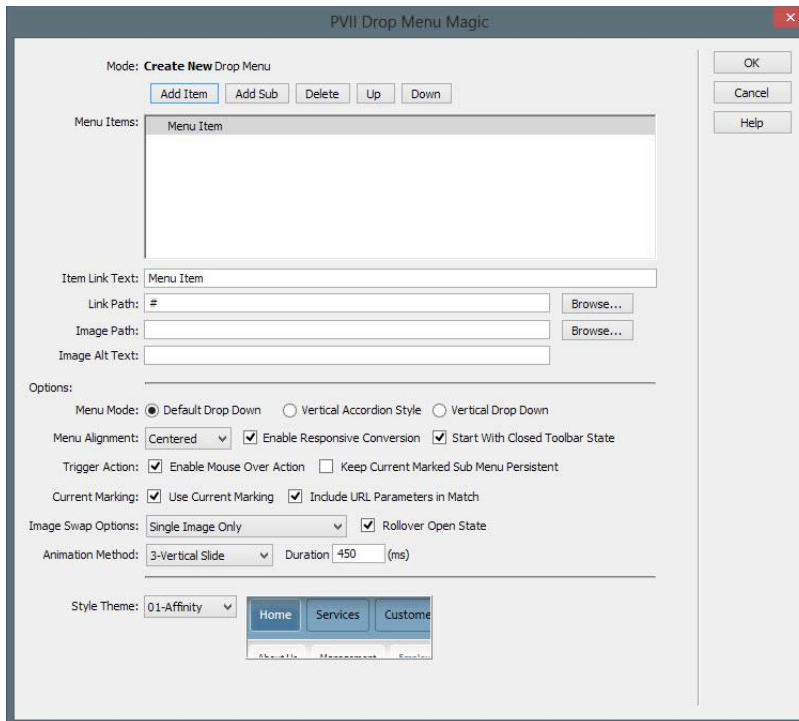 PVII Drop Menu Magic
Mode: Create New Drop Menu
OK
Add Item Add Sub Delete Up Down
Cancel
Menu Items: Menu Item
Help
Item Link Text: Menu Item
Link Path: # Browse...
Image Path: Browse...
Image Alt Text:
Options:
Menu Mode: Default Drop Down Vertical Accordion Style Vertical Drop Down
Menu Alignment: Centered Enable Responsive Conversion Start With Closed Toolbar State
Trigger Action: Enable Mouse Over Action Keep Current Marked Sub Menu Persistent
Current Marking: Use Current Marking Include URL Parameters in Match
Image Swap Options: Single Image Only Rollover Open State
Animation Method: 3-Vertical Slide Duration 450 (ms)
Style Theme: 01-Affinity Home Services Custome
About Us Management Employ